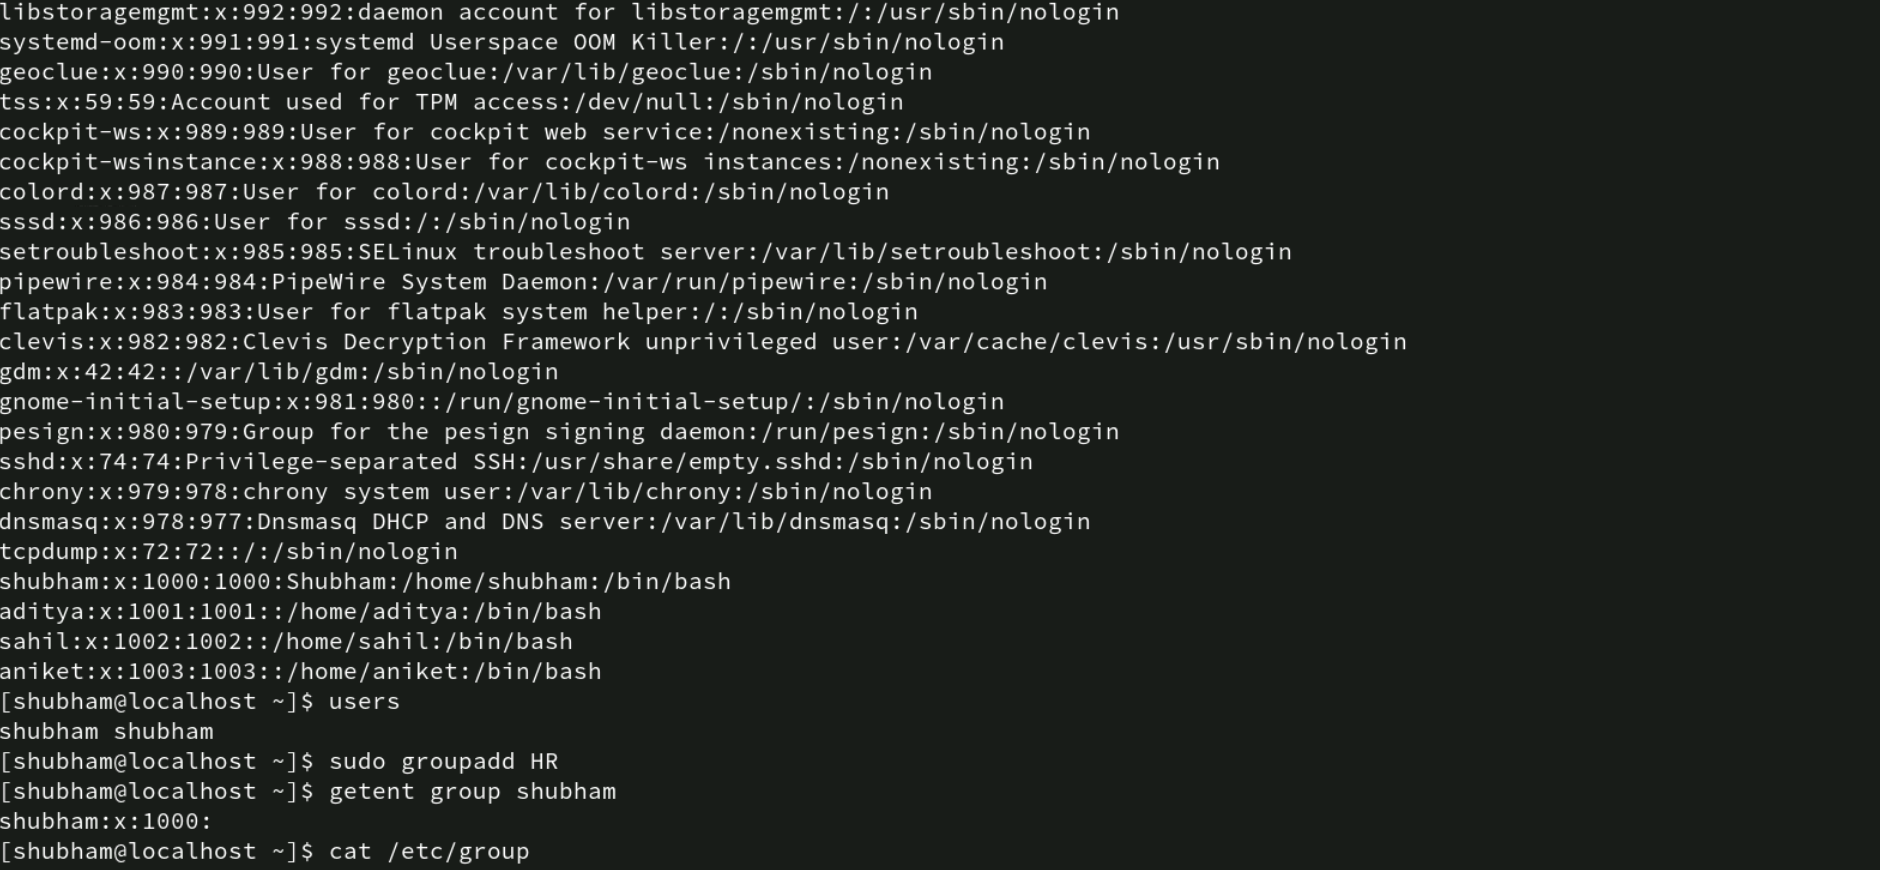 libstoragemgmt:x:992:992:daemon account for libstoragemgmt:/:/usr/sbin/nologin
systemd-oom:x:991:991:systemd Userspace OOM Killer:/:/usr/sbin/nologin
geoclue:x:990:990:User for geoclue:/var/lib/geoclue:/sbin/nologin
tss:x:59:59:Account used for TPM access:/dev/null:/sbin/nologin
cockpit-ws:x:989:989:User for cockpit web service:/nonexisting:/sbin/nologin
cockpit-wsinstance:x:988:988:User for cockpit-ws instances:/nonexisting:/sbin/nologin
colord:x:987:987:User for colord:/var/lib/colord:/sbin/nologin
sssd:x:986:986:User for sssd:/:/sbin/nologin
setroubleshoot:x:985:985:SELinux troubleshoot server:/var/lib/setroubleshoot:/sbin/nologin
pipewire:x:984:984:PipeWire System Daemon:/var/run/pipewire:/sbin/nologin
flatpak:x:983:983:User for flatpak system helper:/:/sbin/nologin
clevis:x:982:982:Clevis Decryption Framework unprivileged user:/var/cache/clevis:/usr/sbin/nologin
gdm:x:42:42::/var/lib/gdm:/sbin/nologin
gnome-initial-setup:x:981:980::/run/gnome-initial-setup/:/sbin/nologin
pesign:x:980:979:Group for the pesign signing daemon:/run/pesign:/sbin/nologin
sshd:x:74:74:Privilege-separated SSH:/usr/share/empty.sshd:/sbin/nologin
chrony:x:979:978:chrony system user:/var/lib/chrony:/sbin/nologin
dnsmasq:x:978:977:Dnsmasq DHCP and DNS server:/var/lib/dnsmasq:/sbin/nologin
tcpdump:x:72:72::/:/sbin/nologin
shubham:x:1000:1000:Shubham:/home/shubham:/bin/bash
aditya:x:1001:1001::/home/aditya:/bin/bash
sahil:x:1002:1002::/home/sahil:/bin/bash
aniket:x:1003:1003::/home/aniket:/bin/bash
[shubham@localhost ~]$ users
shubham shubham
[shubham@localhost ~]$ sudo groupadd HR
[shubham@localhost ~]$ getent group shubham
shubham:x:1000:
[shubham@localhost ~]$ cat /etc/group